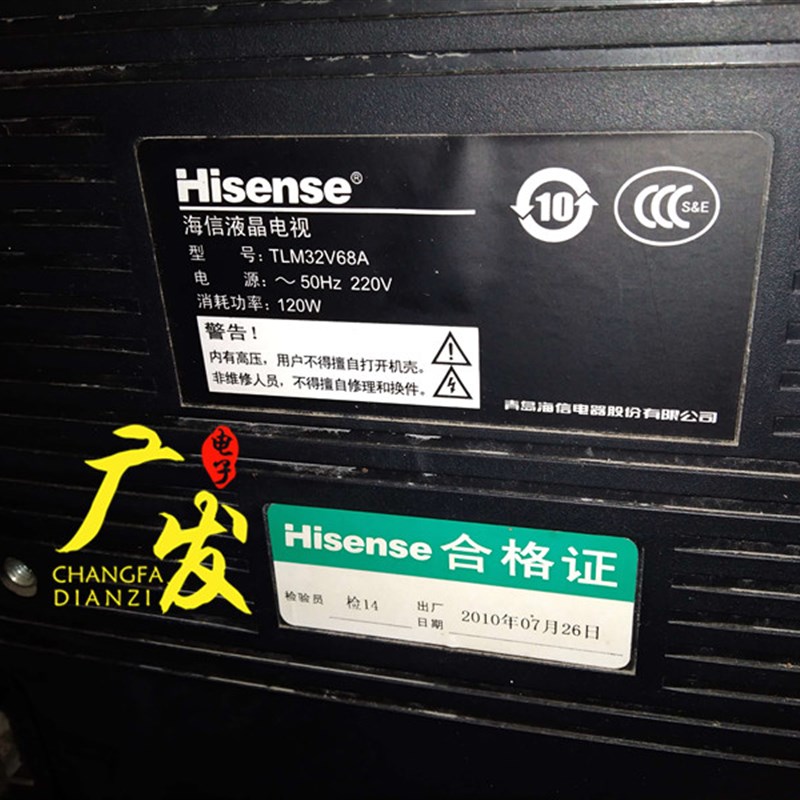 Hisense®
海信液晶电视
型 号: TLM32V68A
电 源: ～ 50Hz 220V
消耗功率: 120W
10
CCC S&E
警告!
内有高压，用户不得擅自打开机壳。
非维修人员，不得擅自修理和换件。
青岛海信电器股份有限公司
广发
电子
CHANGFA
DIANZI
Hisense 合格证
检验员 检14 出厂日期 2010年07月26日